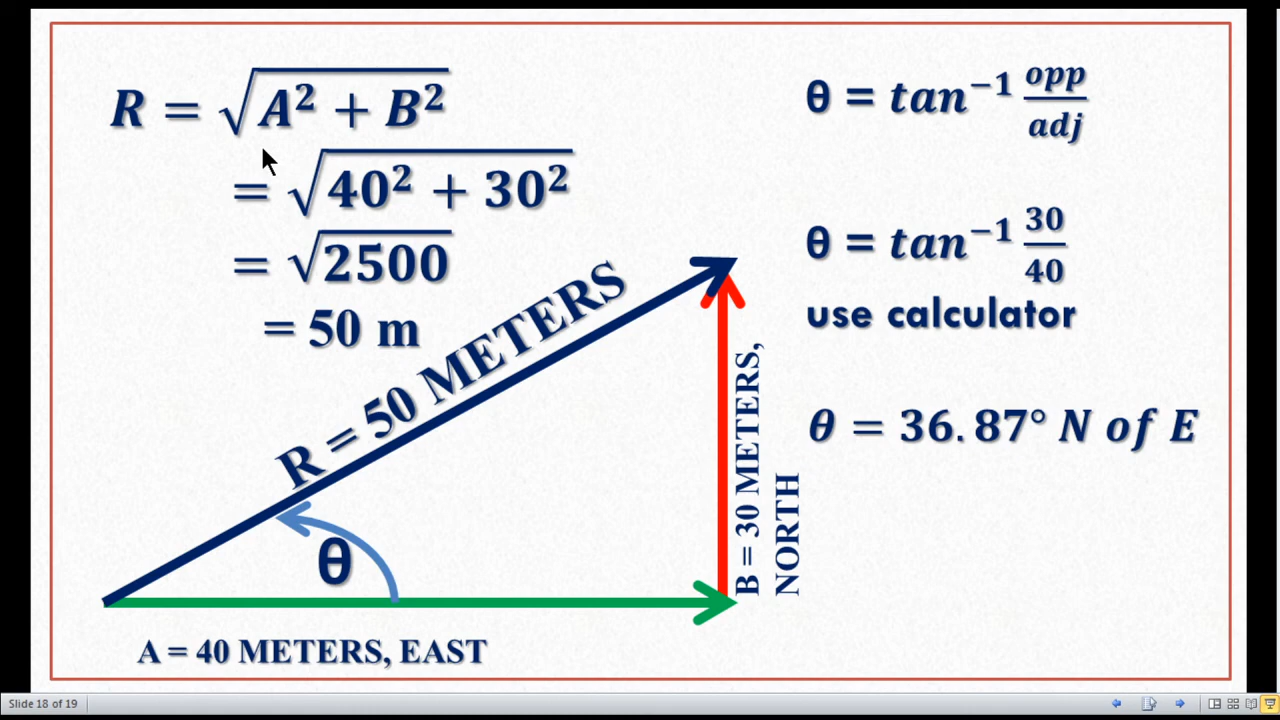 R = √A² + B²
= √40² + 30²
= √2500
= 50 m
θ = tan⁻¹ opp/adj
θ = tan⁻¹ 30/40
use calculator
θ = 36.87° N of E
R = 50 METERS
θ
B = 30 METERS,
NORTH
A = 40 METERS, EAST
Slide 18 of 19